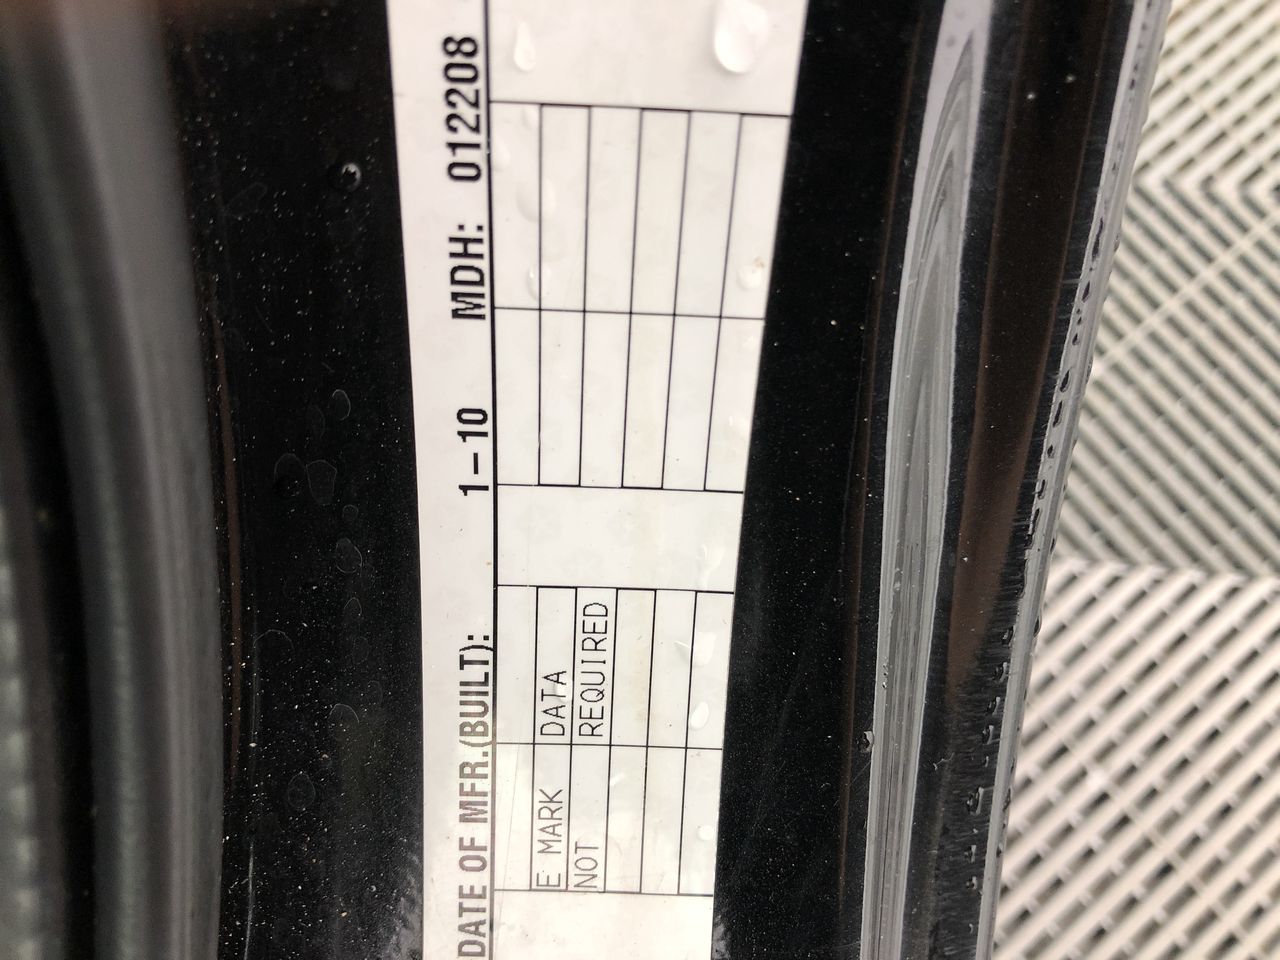 DATE OF MFR.(BUILT): 1-10 MDH: 012208
E MARK DATA
NOT REQUIRED